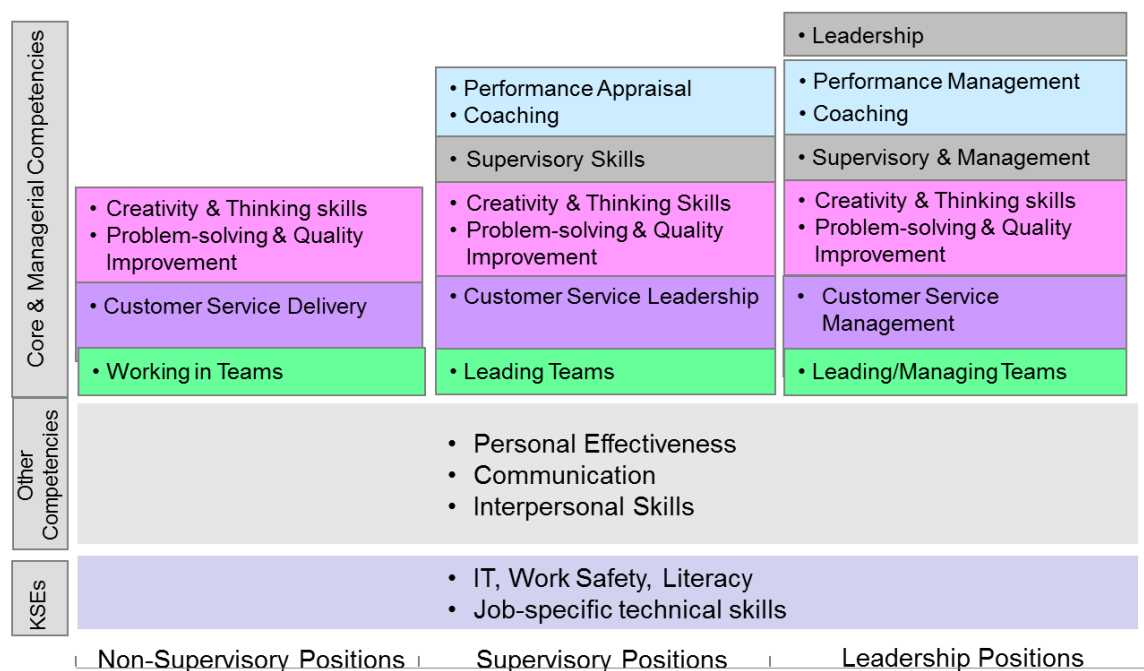 Core & Managerial Competencies
• Creativity & Thinking skills
• Problem-solving & Quality
Improvement
• Customer Service Delivery
• Working in Teams
• Performance Appraisal
• Coaching
• Supervisory Skills
• Creativity & Thinking Skills
• Problem-solving & Quality
Improvement
• Customer Service Leadership
• Leading Teams
• Leadership
• Performance Management
• Coaching
• Supervisory & Management
• Creativity & Thinking skills
• Problem-solving & Quality
Improvement
• Customer Service
Management
• Leading/Managing Teams
Other
Competencies
• Personal Effectiveness
• Communication
• Interpersonal Skills
KSEs
• IT, Work Safety, Literacy
• Job-specific technical skills
Non-Supervisory Positions
Supervisory Positions
Leadership Positions